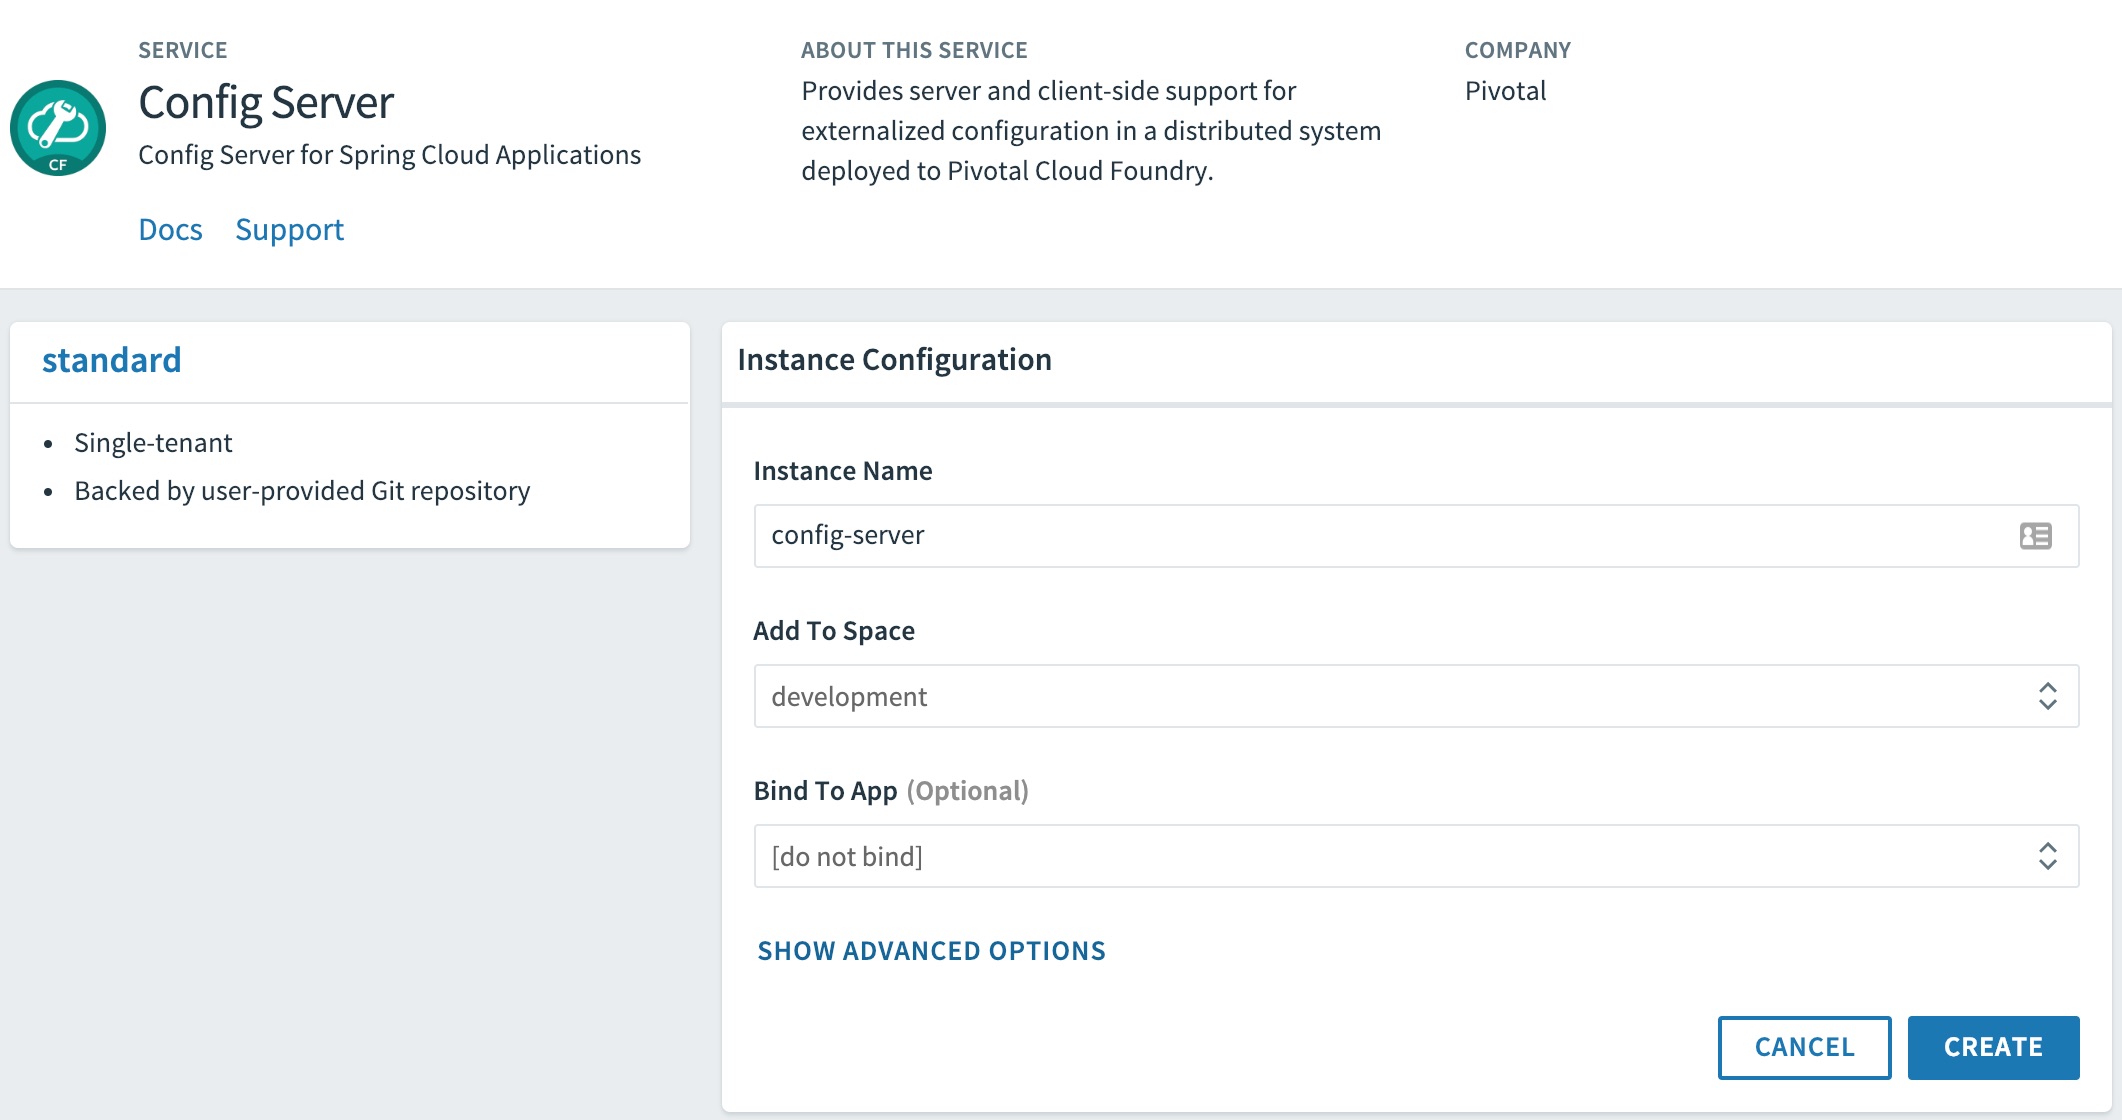 SERVICE
Config Server
Config Server for Spring Cloud Applications
Docs Support
CF
ABOUT THIS SERVICE
Provides server and client-side support for
externalized configuration in a distributed system
deployed to Pivotal Cloud Foundry.
COMPANY
Pivotal
standard
• Single-tenant
• Backed by user-provided Git repository
Instance Configuration
Instance Name
config-server
Add To Space
development
Bind To App (Optional)
[do not bind]
SHOW ADVANCED OPTIONS
CANCEL CREATE